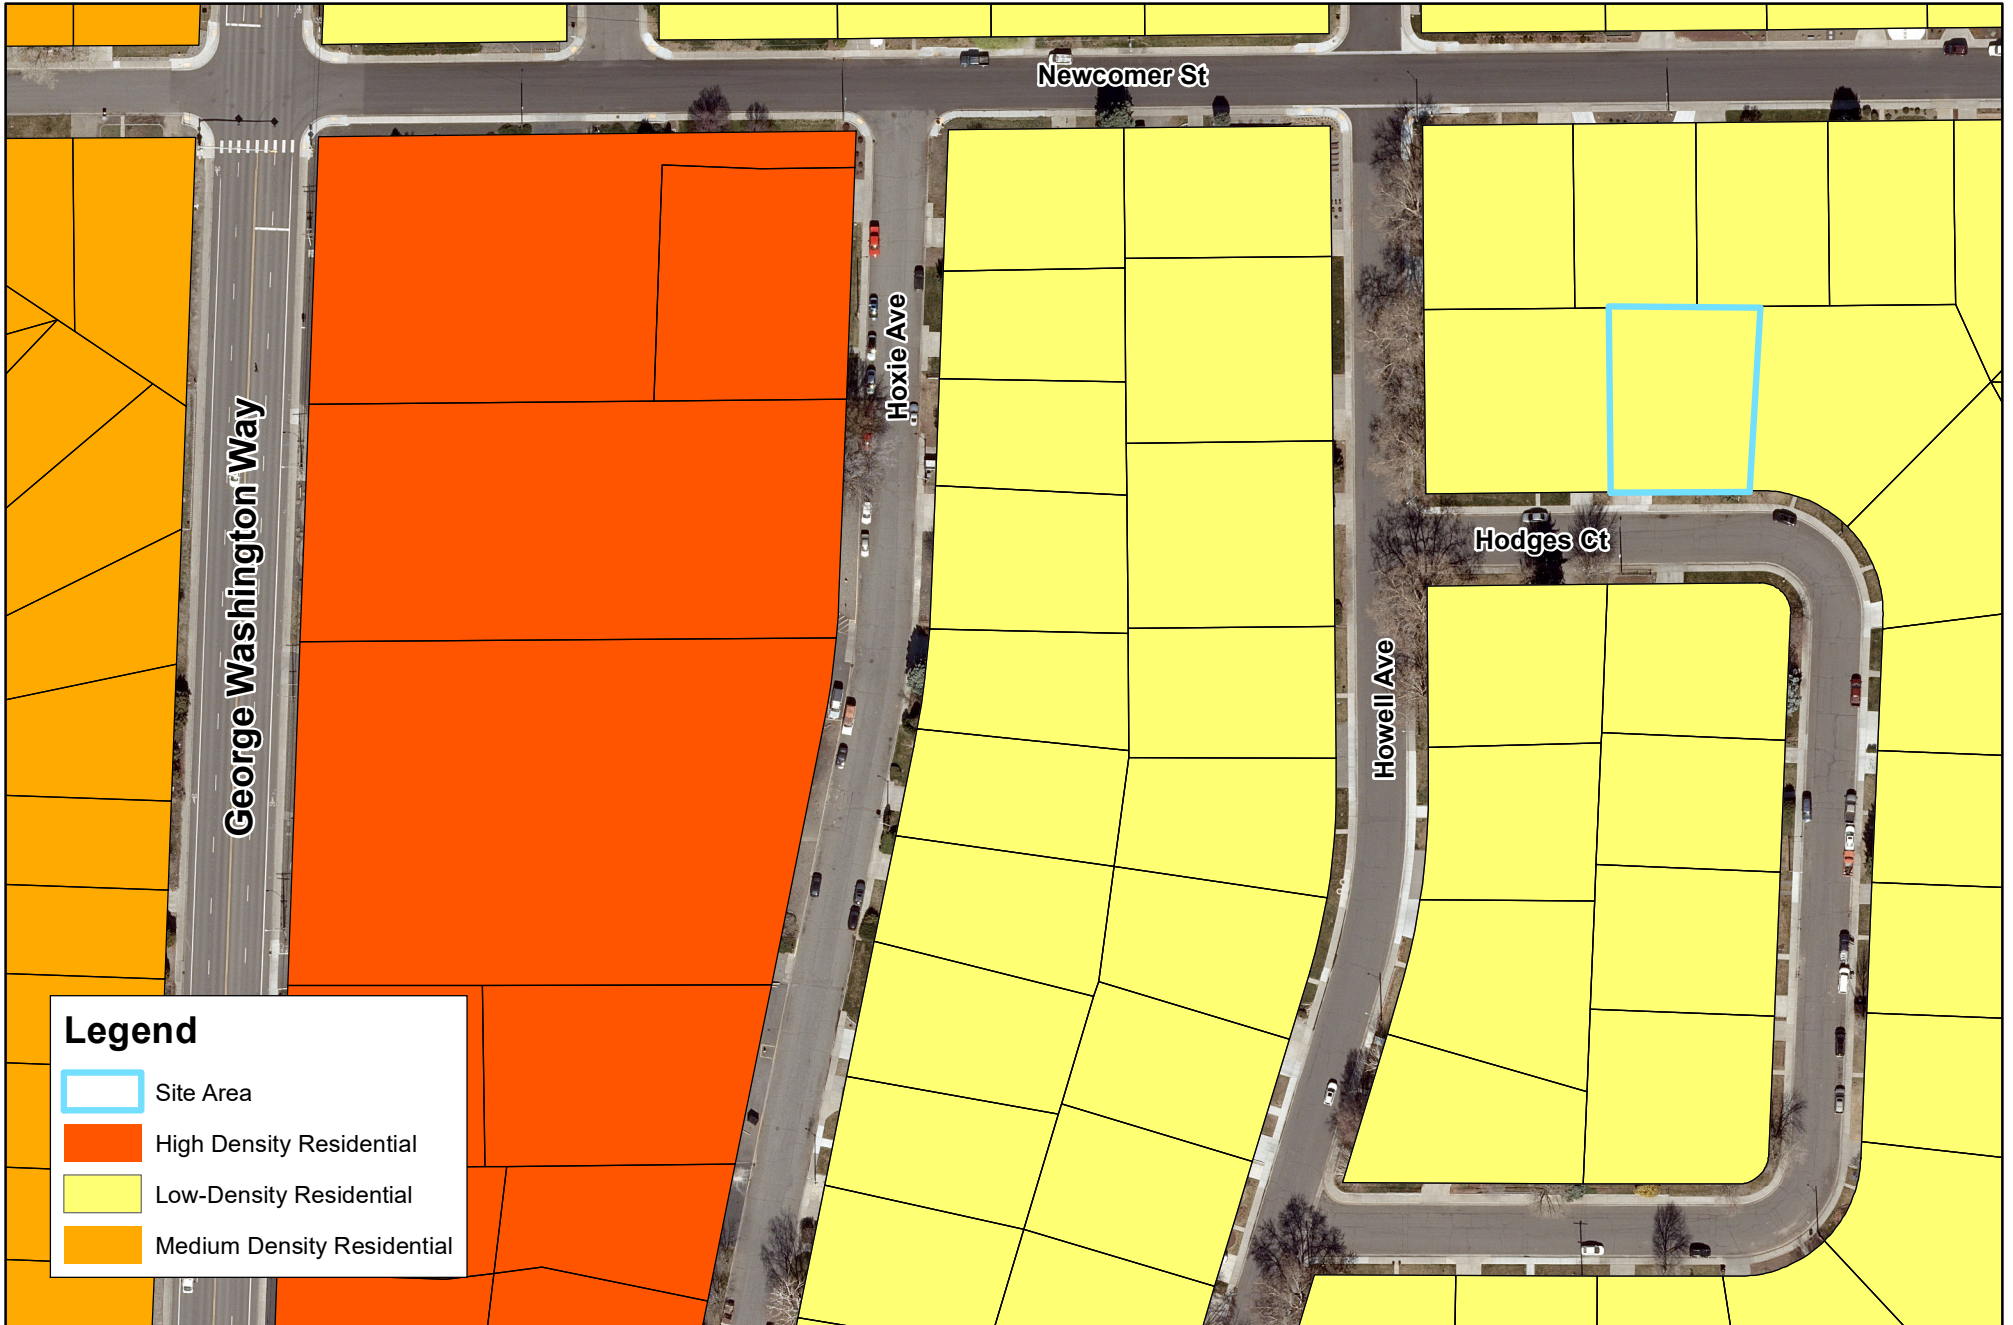 Newcomer St
Hoxie Ave
George Washington Way
Hodges Ct
Howell Ave
Legend
Site Area
High Density Residential
Low-Density Residential
Medium Density Residential